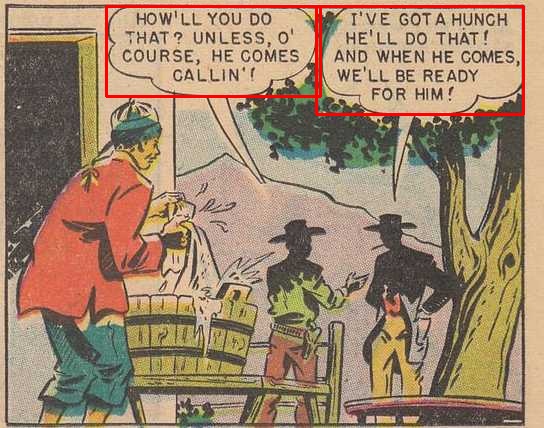 HOW'LL YOU DO
THAT? UNLESS, O'
COURSE, HE COMES
CALLIN'!
I'VE GOT A HUNCH
HE'LL DO THAT!
AND WHEN HE COMES,
WE'LL BE READY
FOR HIM!